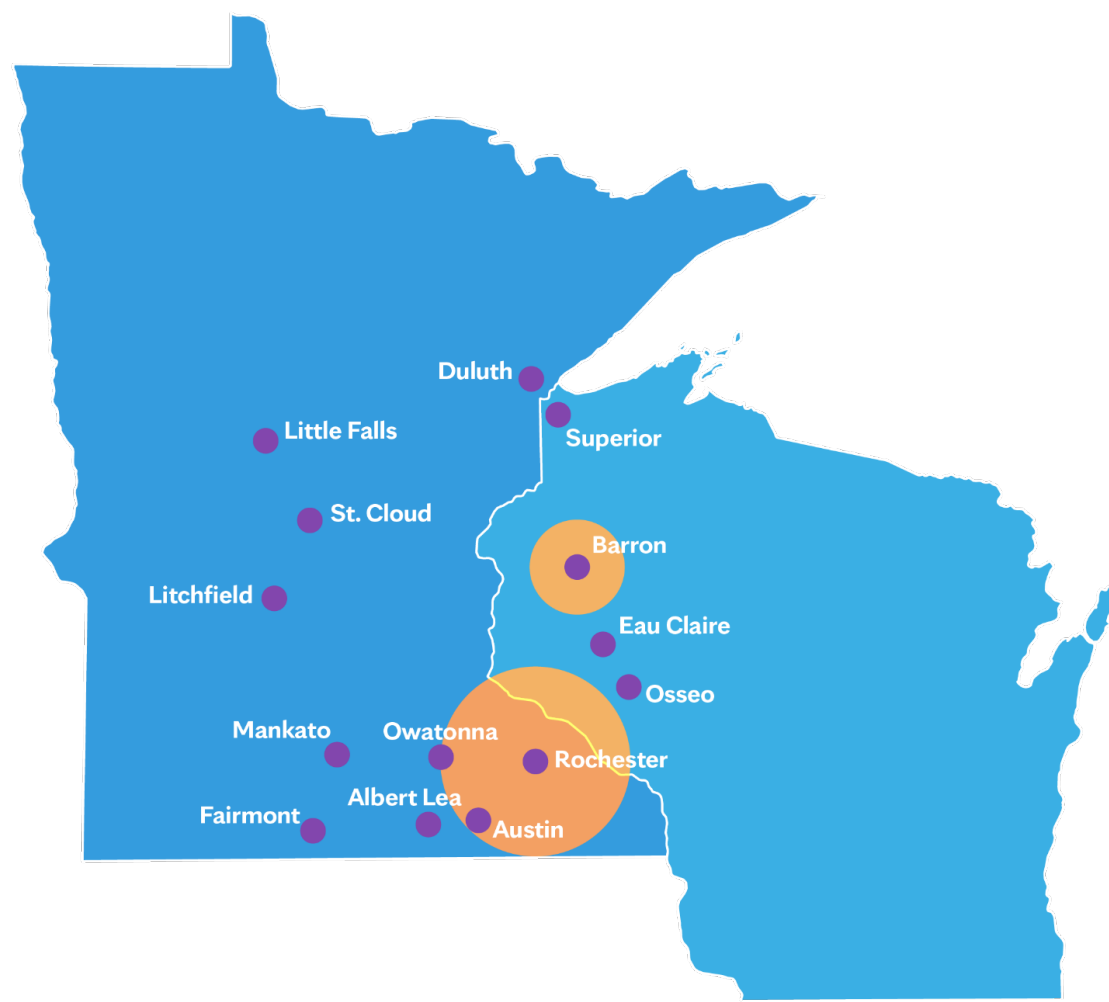 Duluth
Little Falls
Superior
St. Cloud
Barron
Litchfield
Eau Claire
Osseo
Mankato
Owatonna
Rochester
Albert Lea
Fairmont
Austin